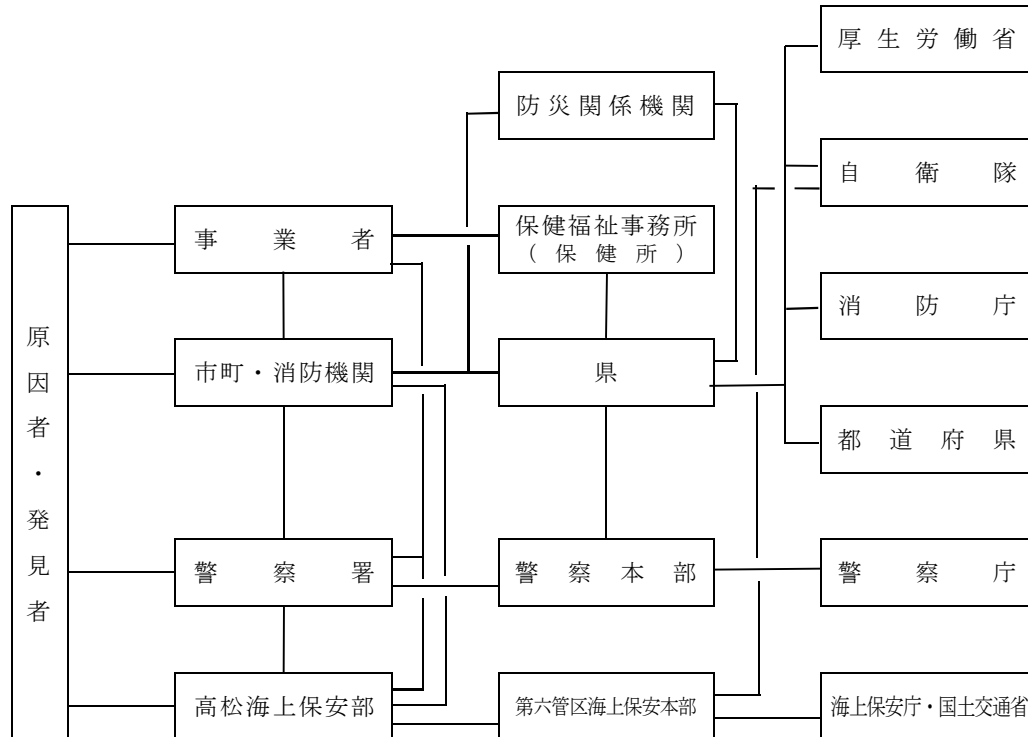 厚生労働省
防災関係機関
自衛隊
事業者
保健福祉事務所
(保健所)
消防庁
原因者・発見者
市町・消防機関
県
都道府県
警察署
警察本部
警察庁
高松海上保安部
第六管区海上保安本部
海上保安庁・国土交通省